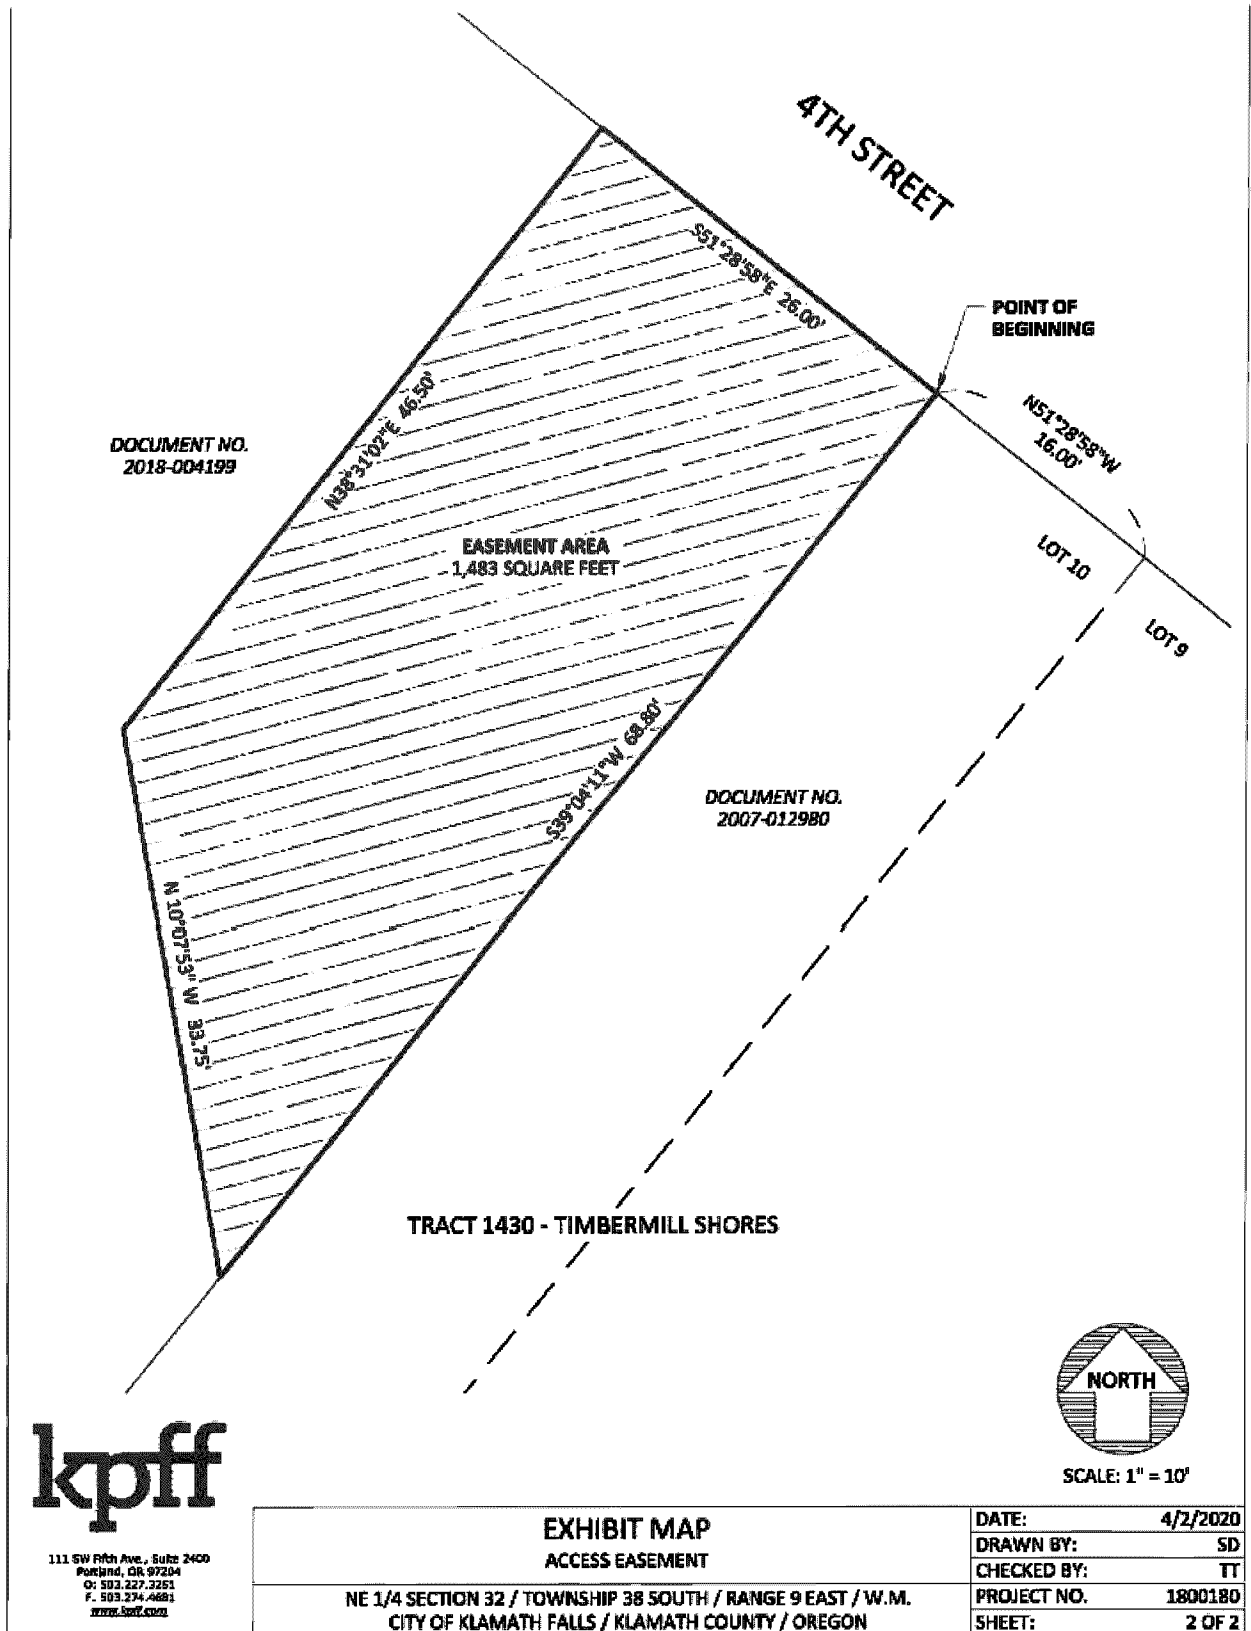 4TH STREET
S51°28'58"E 26.00'
POINT OF
BEGINNING
N51°28'58"W
16.00'
N38°31'02"E 46.50'
DOCUMENT NO.
2018-004199
EASEMENT AREA
1,483 SQUARE FEET
LOT 10
LOT 9
S39°04'11"W 68.80'
DOCUMENT NO.
2007-012980
N 10°07'53" W 33.75'
TRACT 1430 - TIMBERMILL SHORES
NORTH
SCALE: 1" = 10'
kpff
111 SW Fifth Ave., Suite 2400
Portland, OR 97204
O: 503.227.3251
F. 503.274.4681
www.kpff.com
EXHIBIT MAP
ACCESS EASEMENT
NE 1/4 SECTION 32 / TOWNSHIP 38 SOUTH / RANGE 9 EAST / W.M.
CITY OF KLAMATH FALLS / KLAMATH COUNTY / OREGON
DATE: 4/2/2020
DRAWN BY: SD
CHECKED BY: TT
PROJECT NO. 1800180
SHEET: 2 OF 2